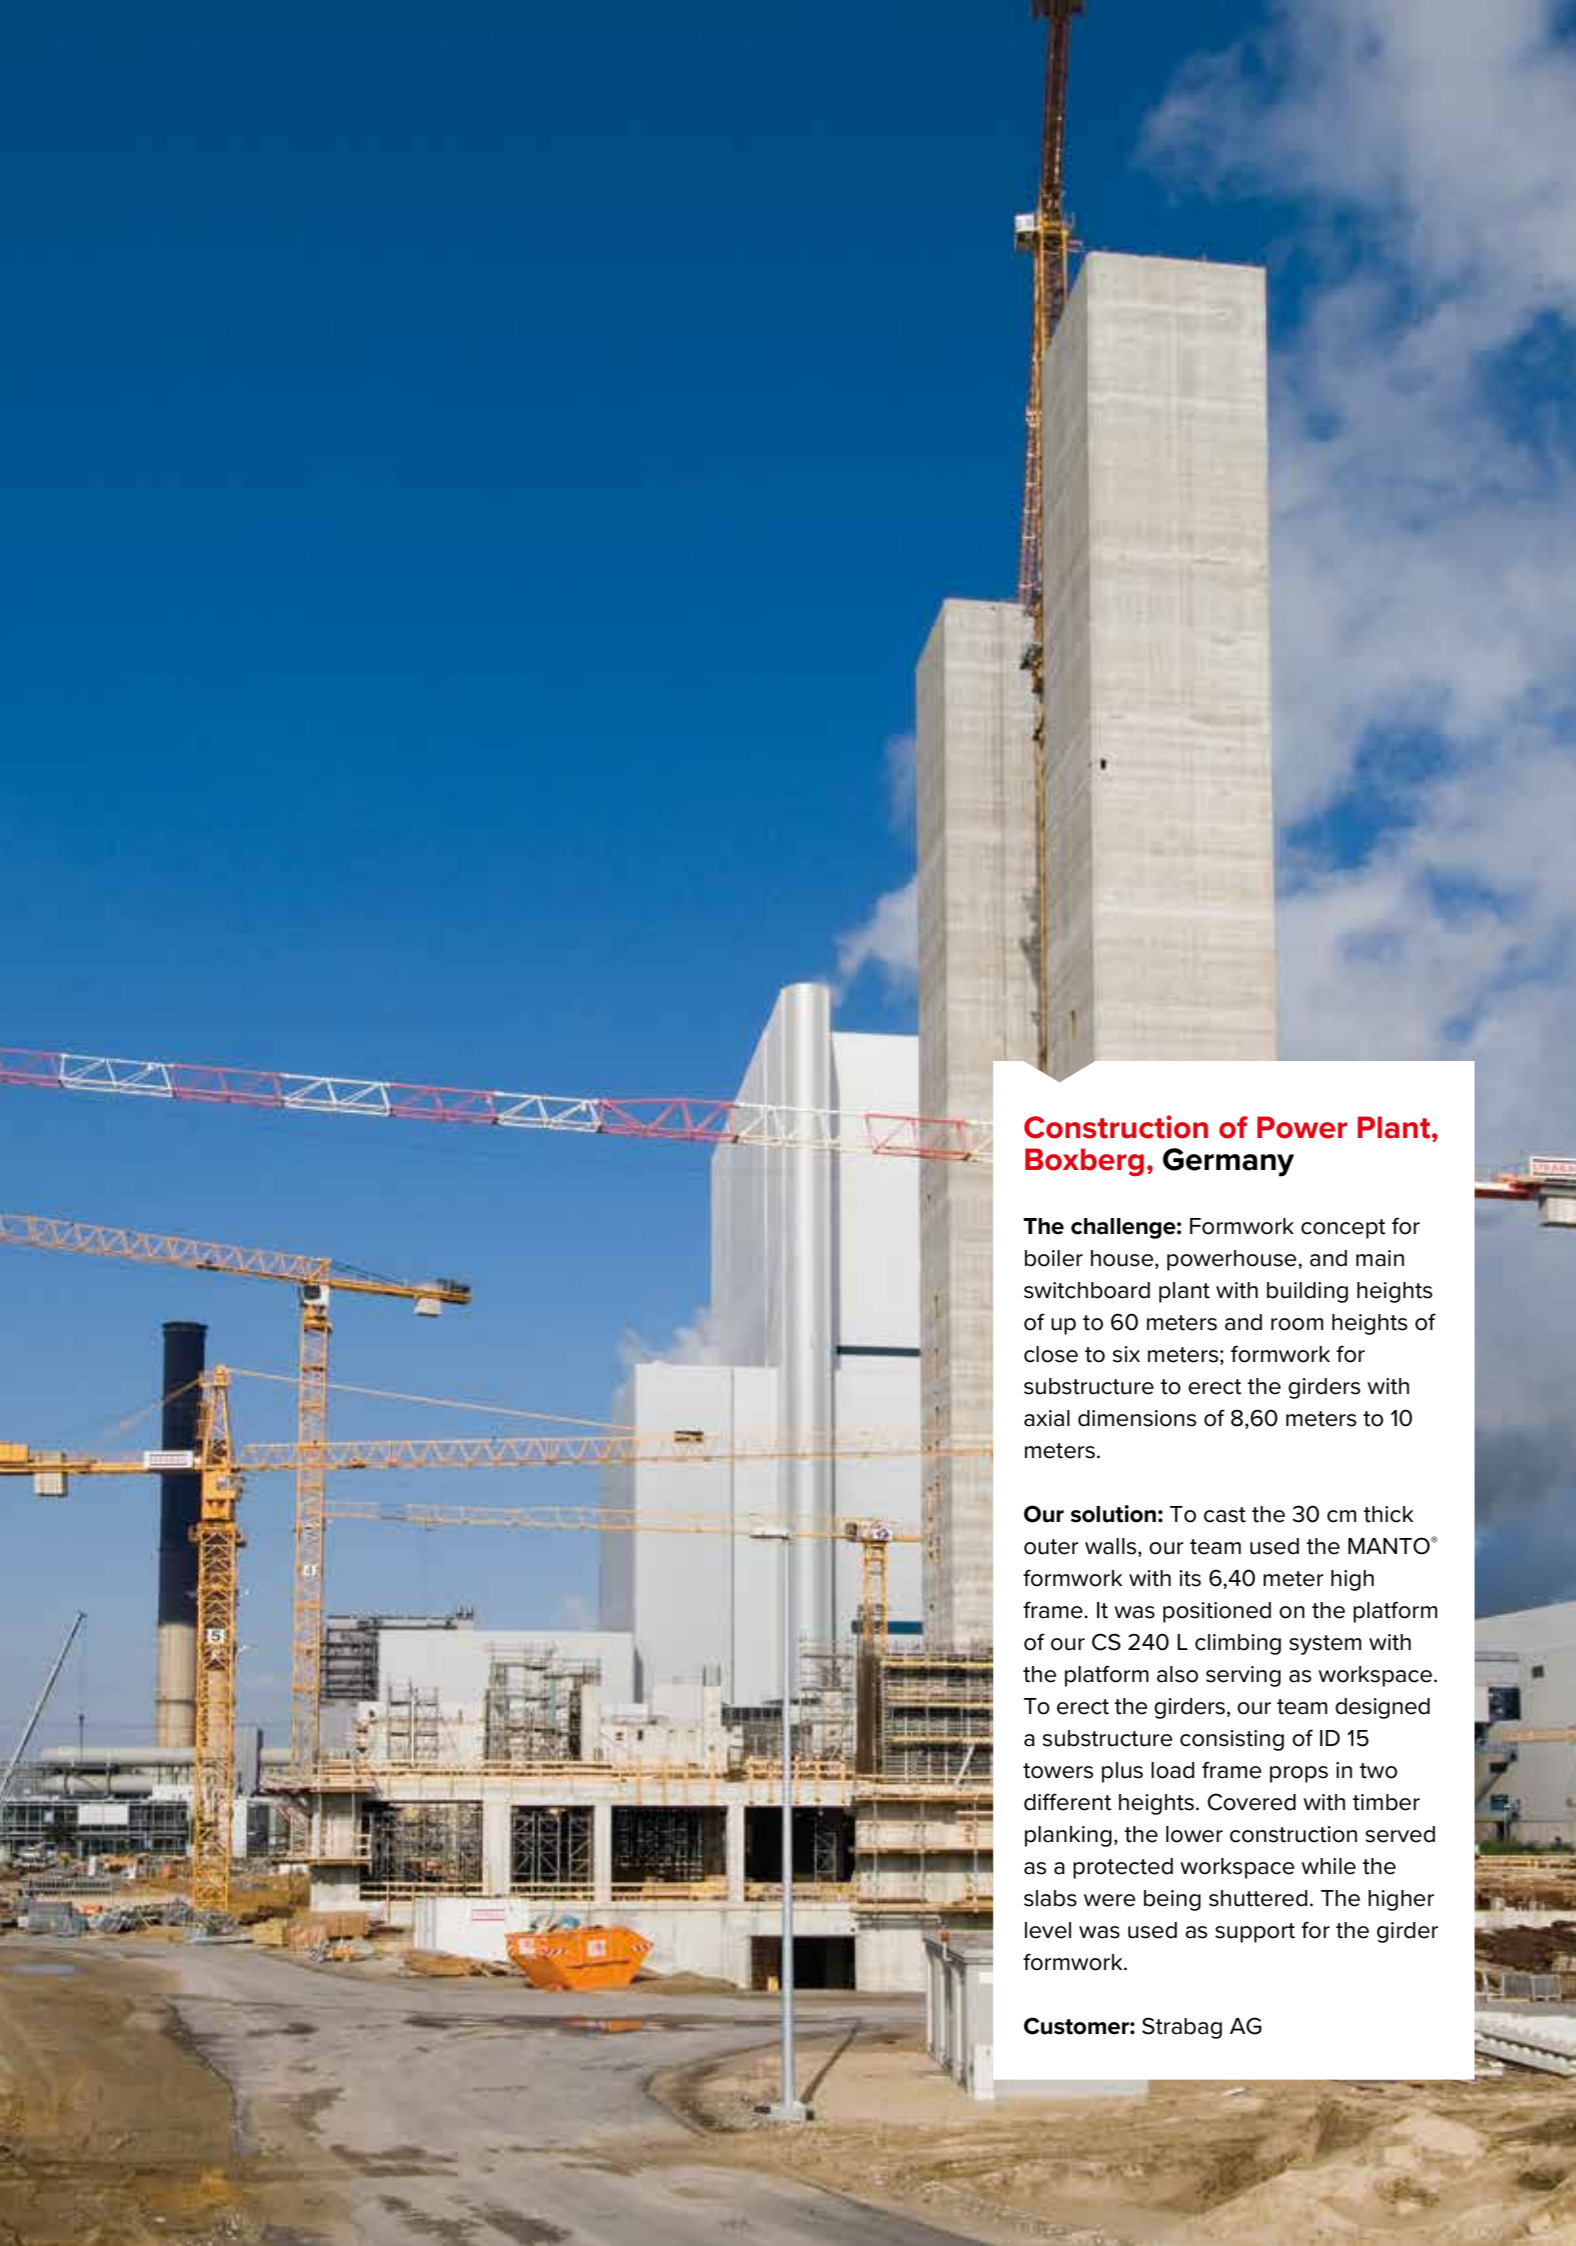 Construction of Power Plant,
Boxberg, Germany
The challenge: Formwork concept for
boiler house, powerhouse, and main
switchboard plant with building heights
of up to 60 meters and room heights of
close to six meters; formwork for
substructure to erect the girders with
axial dimensions of 8,60 meters to 10
meters.
Our solution: To cast the 30 cm thick
outer walls, our team used the MANTO®
formwork with its 6,40 meter high
frame. It was positioned on the platform
of our CS 240 L climbing system with
the platform also serving as workspace.
To erect the girders, our team designed
a substructure consisting of ID 15
towers plus load frame props in two
different heights. Covered with timber
planking, the lower construction served
as a protected workspace while the
slabs were being shuttered. The higher
level was used as support for the girder
formwork.
Customer: Strabag AG
4
5